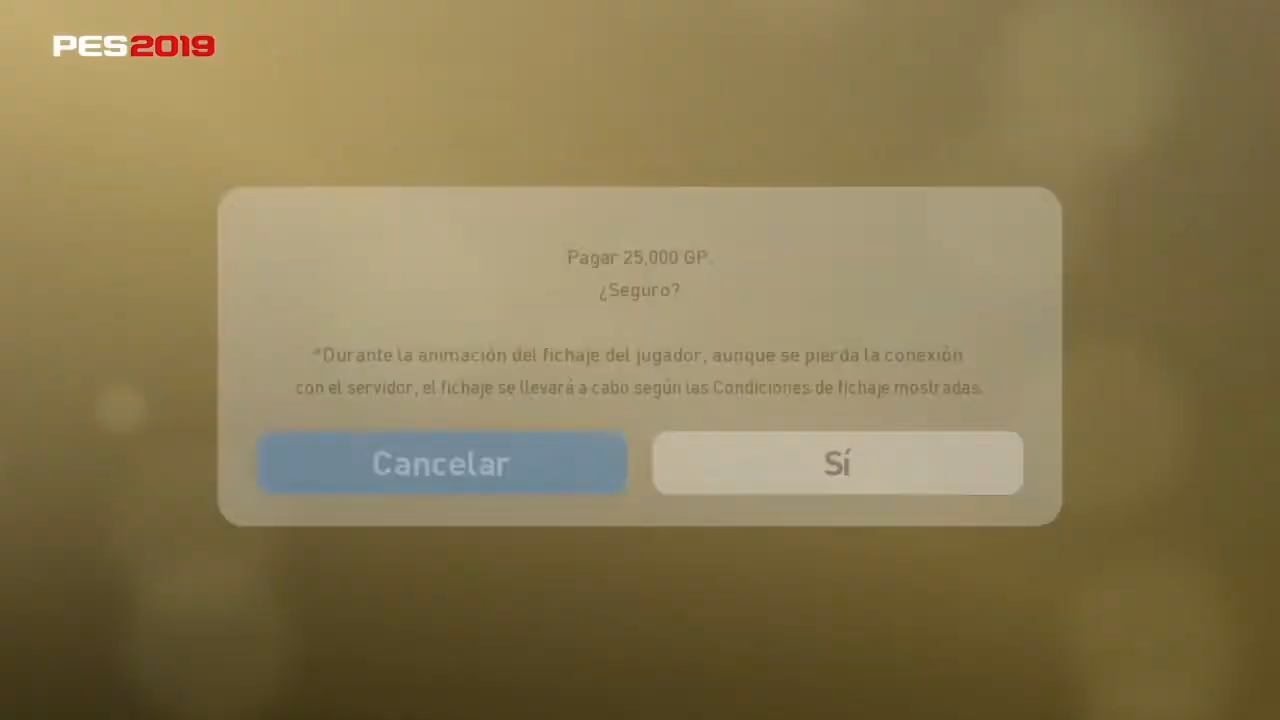 PES2019
Pagar 25,000 GP.
¿Seguro?
*Durante la animación del fichaje del jugador, aunque se pierda la conexión
con el servidor, el fichaje se llevará a cabo según las Condiciones de fichaje mostradas.
Cancelar
Sí